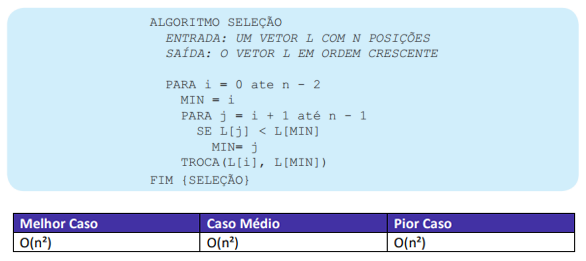 ALGORITMO SELEÇÃO
ENTRADA: UM VETOR L COM N POSIÇÕES
SAÍDA: O VETOR L EM ORDEM CRESCENTE
PARA i = 0 ate n - 2
MIN = i
PARA j = i + 1 até n - 1
SE L[j] < L[MIN]
MIN= j
TROCA(L[i], L[MIN])
FIM {SELEÇÃO}
Melhor Caso Caso Médio Pior Caso
O(n²) O(n²) O(n²)